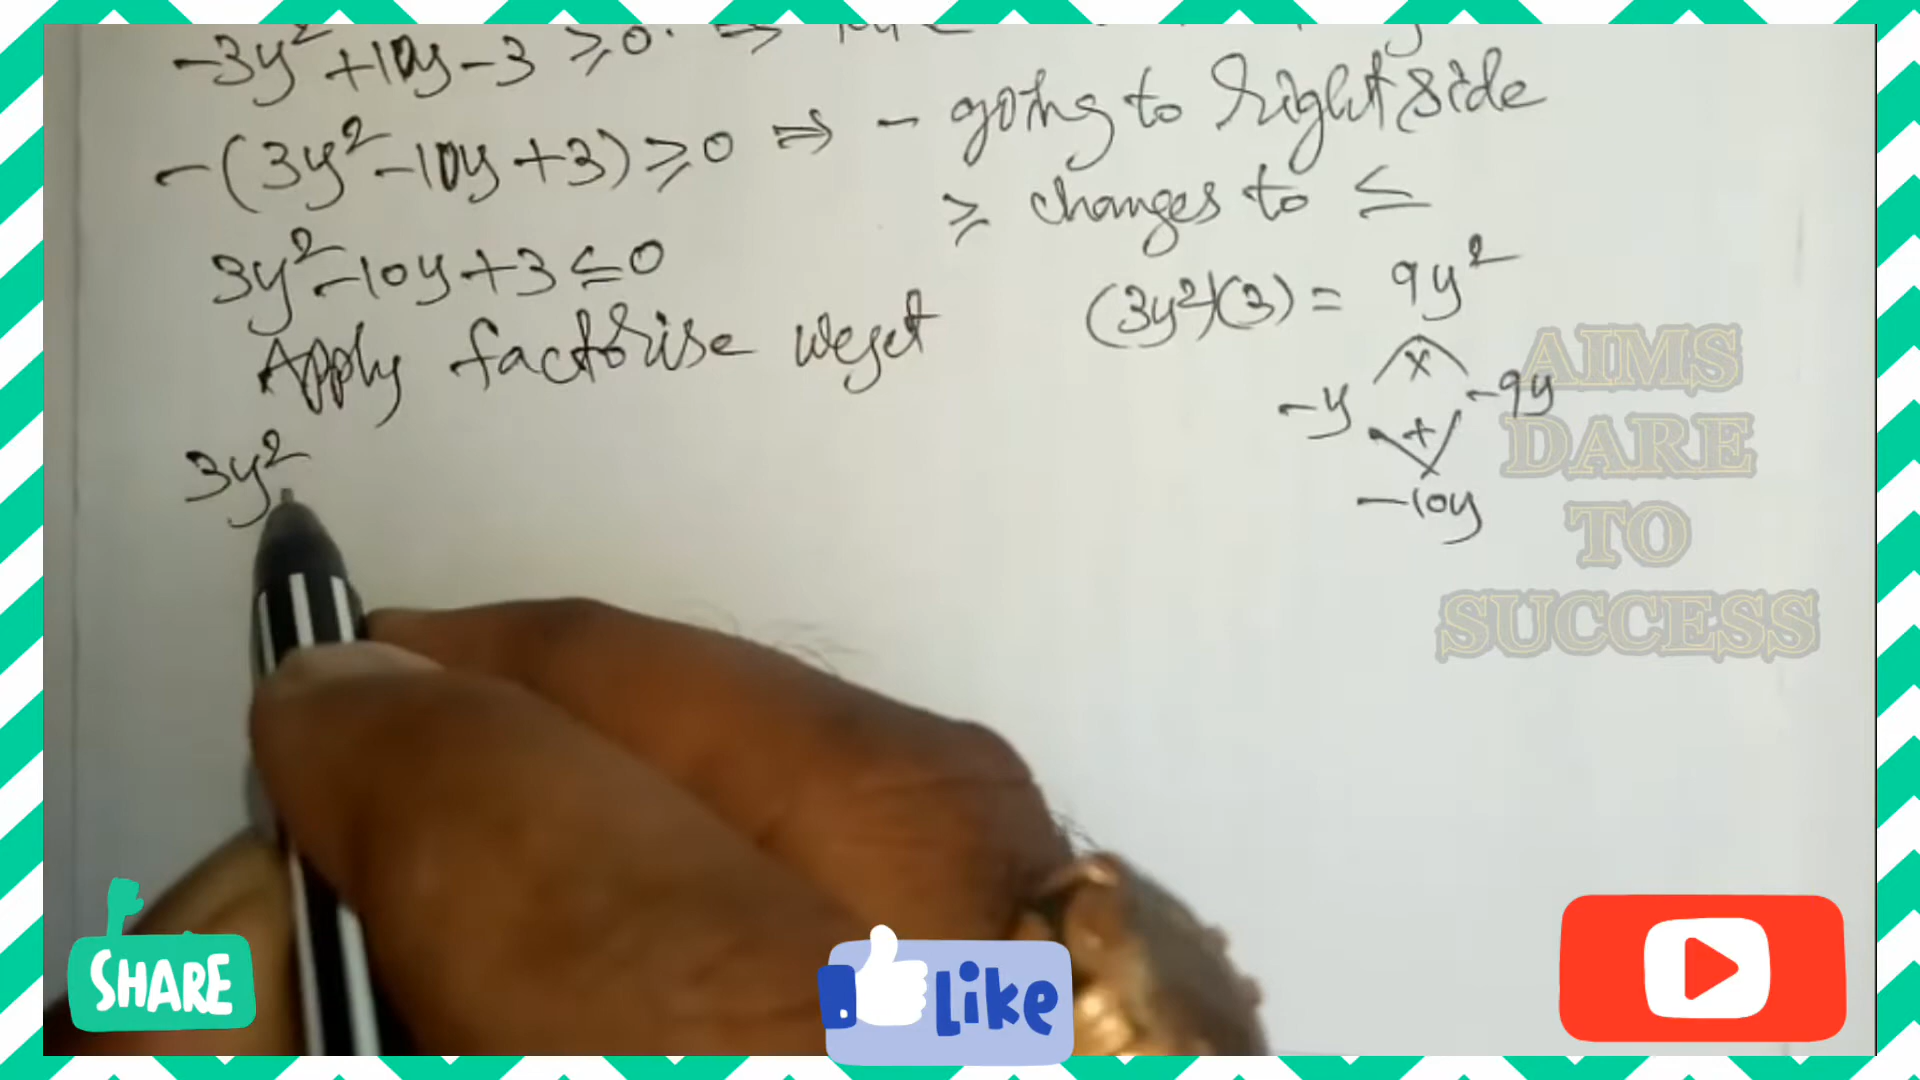 -3y²+10y-3 ≥0. ⇒
-(3y²-10y+3)≥0 ⇒ - going to right side
≥ changes to ≤
3y²-10y+3≤0
(3y²)(3) = 9y²
Apply factorise we get
×
-y -9y
+
-10y
3y²
AIMS
DARE
TO
SUCCESS
SHARE
Like